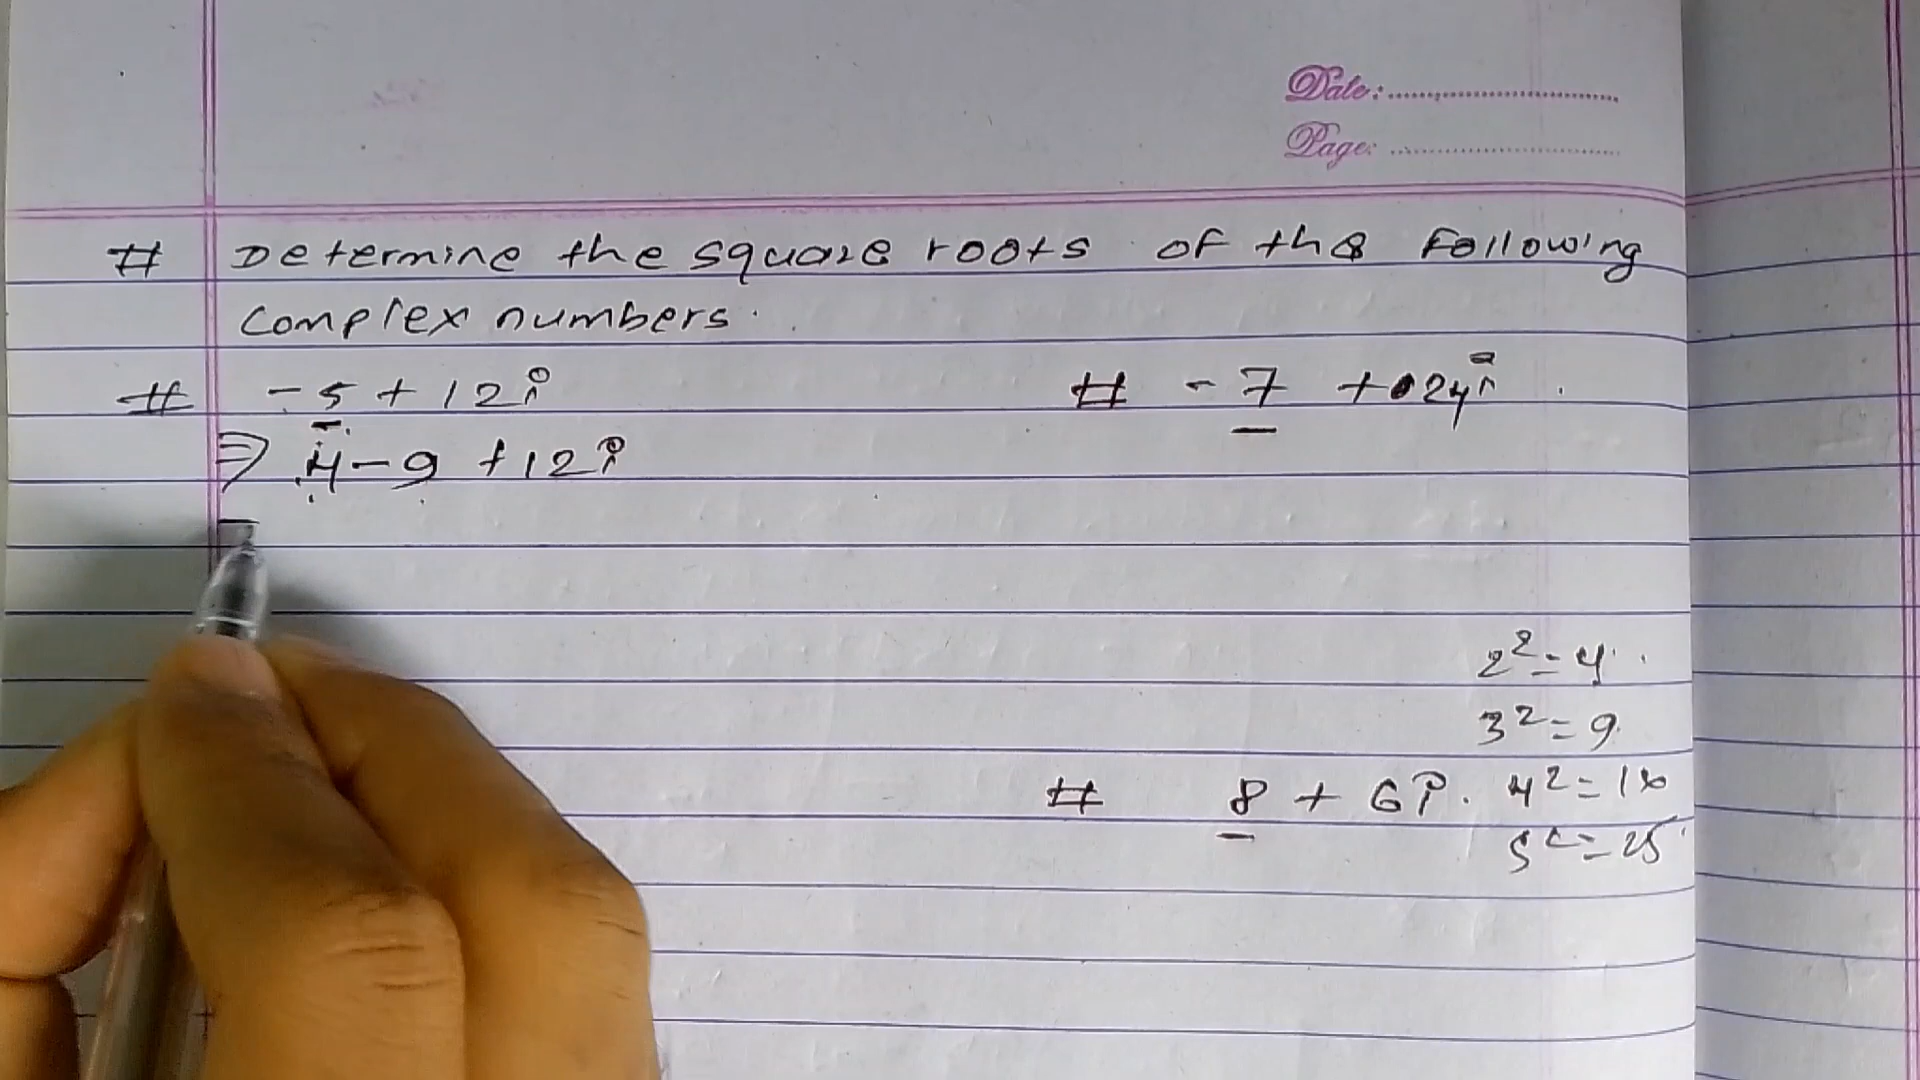 Date:
Page:
# Determine the square roots of the following
complex numbers.
# -5 + 12i # -7 + 24i
⇒ 4 - 9 + 12i
2² = 4
3² = 9
# 8 + 6i. 4² = 16
5² = 25